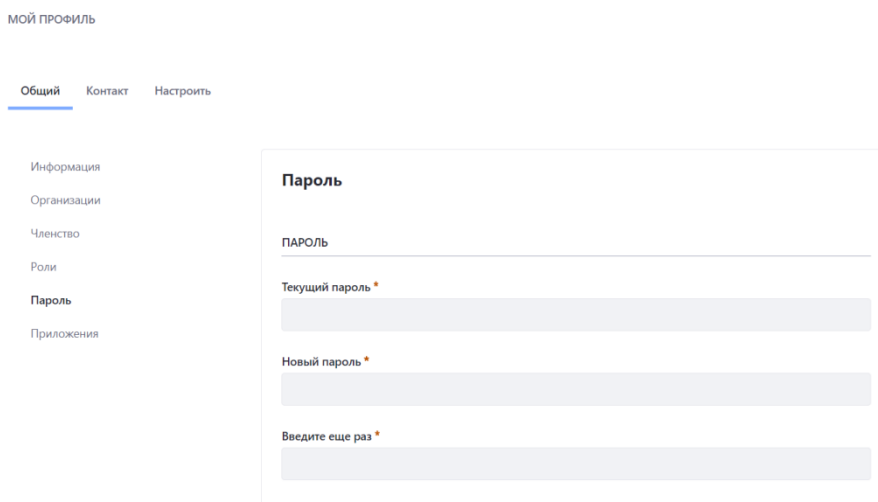 МОЙ ПРОФИЛЬ
Общий Контакт Настроить
Информация
Организации
Членство
Роли
Пароль
Приложения
Пароль
ПАРОЛЬ
Текущий пароль *
Новый пароль *
Введите еще раз *